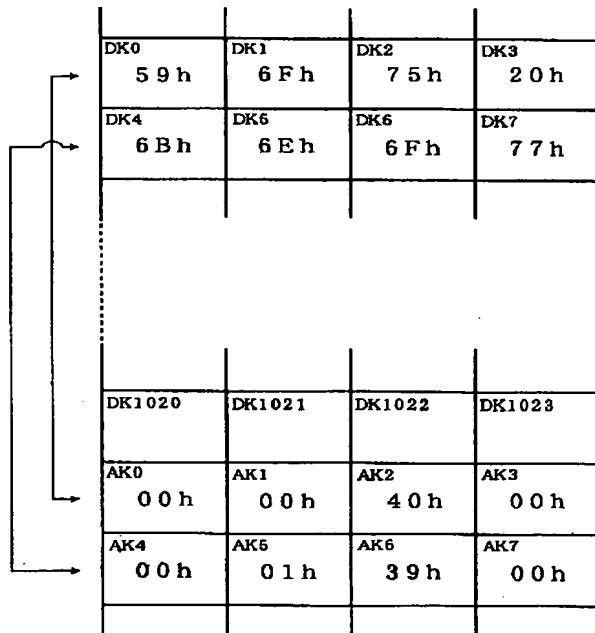 DK0 DK1 DK2 DK3
59h 6Fh 75h 20h
DK4 DK5 DK6 DK7
6Bh 6Eh 6Fh 77h
DK1020 DK1021 DK1022 DK1023
AK0 AK1 AK2 AK3
00h 00h 40h 00h
AK4 AK5 AK6 AK7
00h 01h 39h 00h